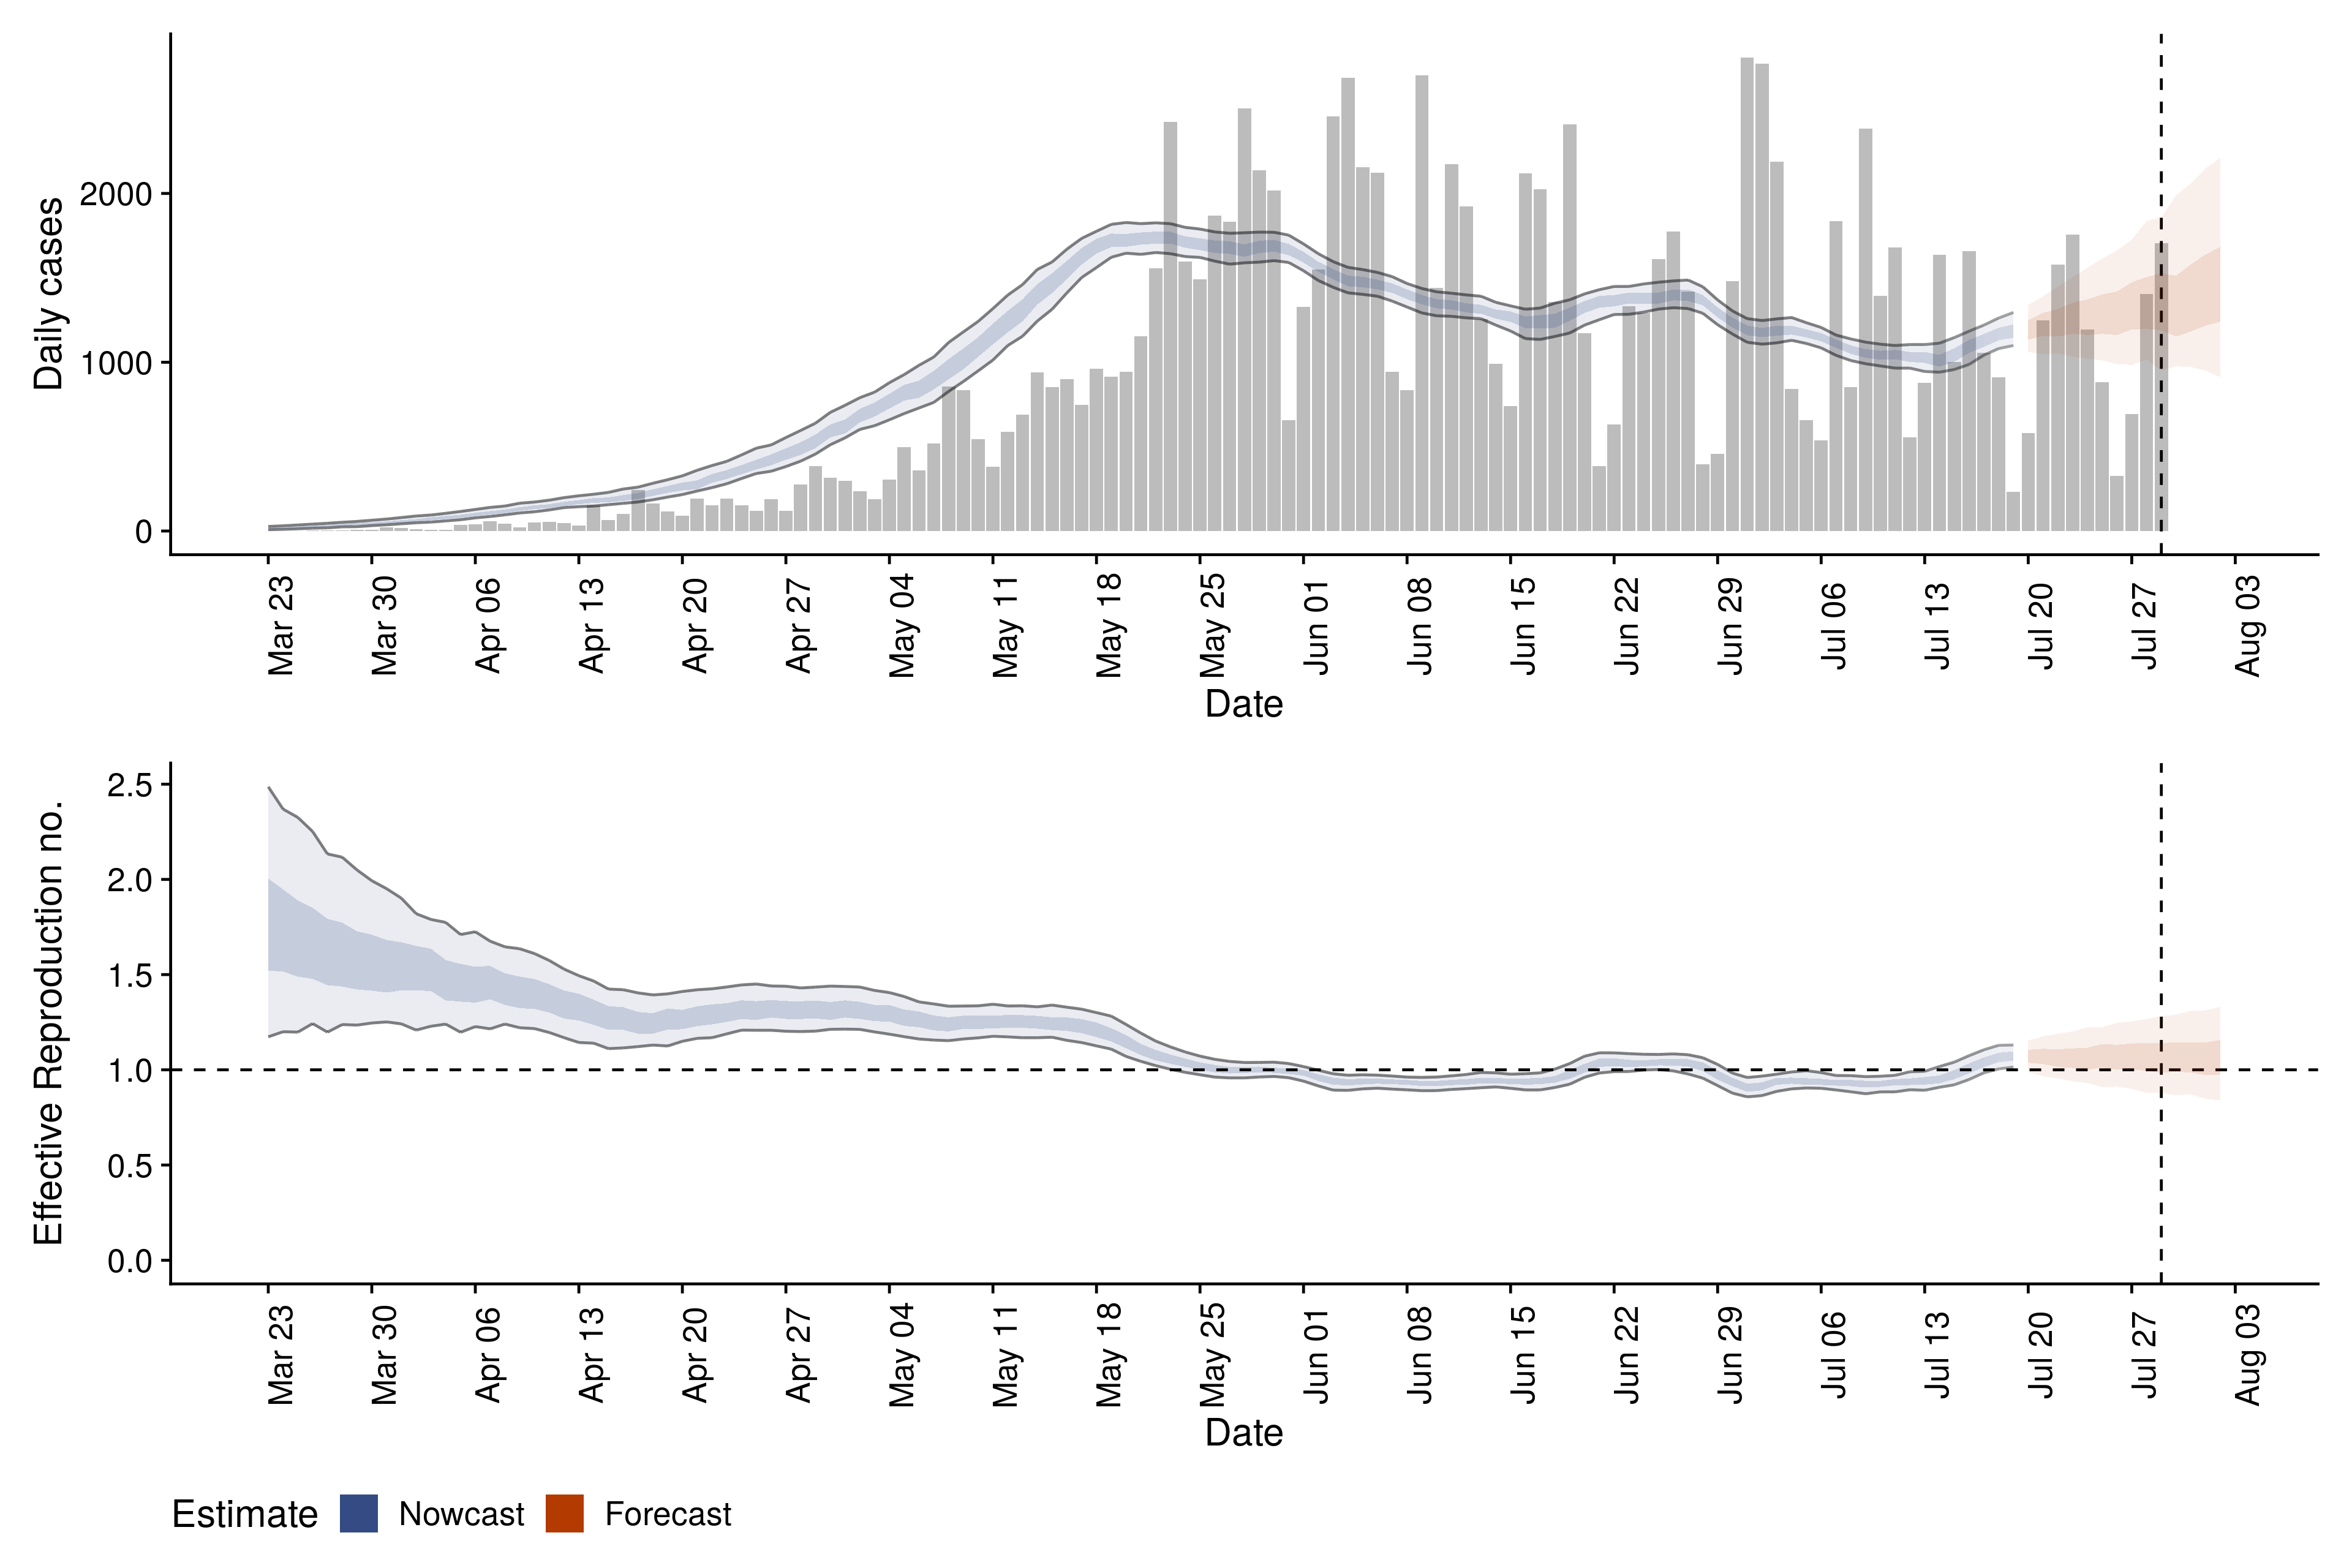 Daily cases
2000
1000
0
Mar 23
Mar 30
Apr 06
Apr 13
Apr 20
Apr 27
May 04
May 11
May 18
May 25
Jun 01
Jun 08
Jun 15
Jun 22
Jun 29
Jul 06
Jul 13
Jul 20
Jul 27
Aug 03
Date
Effective Reproduction no.
2.5
2.0
1.5
1.0
0.5
0.0
Mar 23
Mar 30
Apr 06
Apr 13
Apr 20
Apr 27
May 04
May 11
May 18
May 25
Jun 01
Jun 08
Jun 15
Jun 22
Jun 29
Jul 06
Jul 13
Jul 20
Jul 27
Aug 03
Date
Estimate Nowcast Forecast